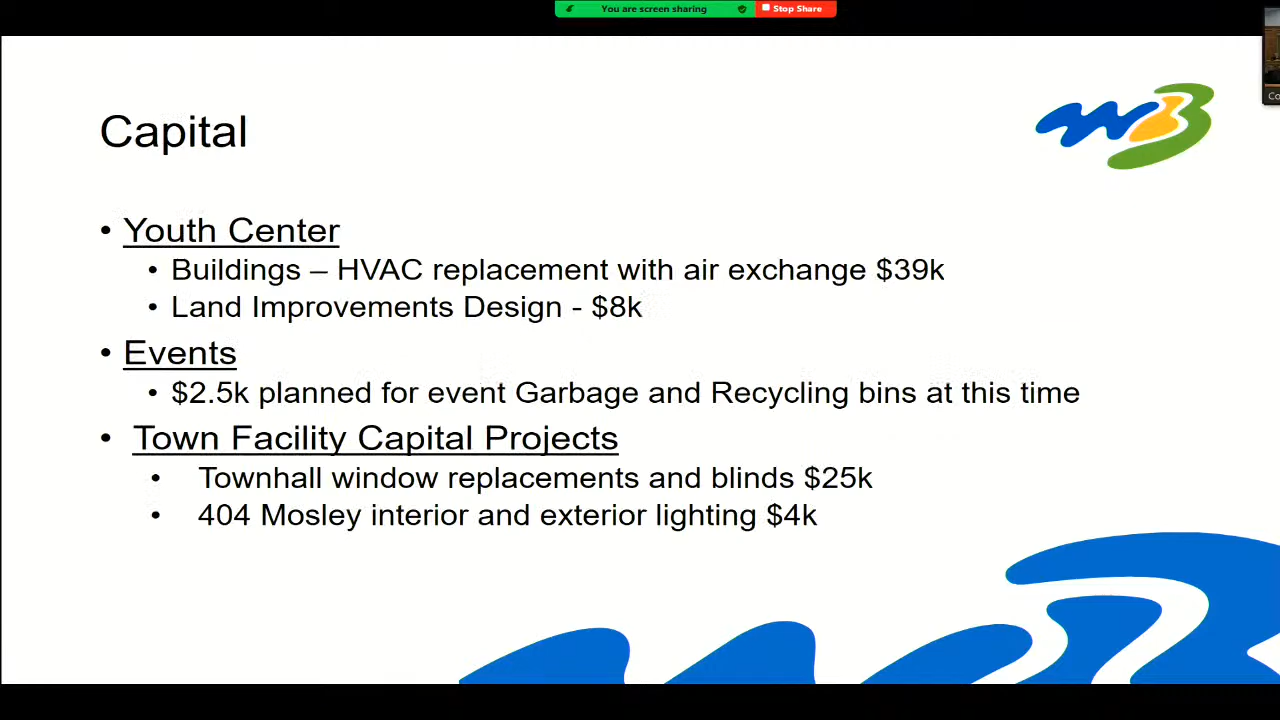 You are screen sharing Stop Share
Co
Capital
• Youth Center
• Buildings – HVAC replacement with air exchange $39k
• Land Improvements Design - $8k
• Events
• $2.5k planned for event Garbage and Recycling bins at this time
• Town Facility Capital Projects
• Townhall window replacements and blinds $25k
• 404 Mosley interior and exterior lighting $4k